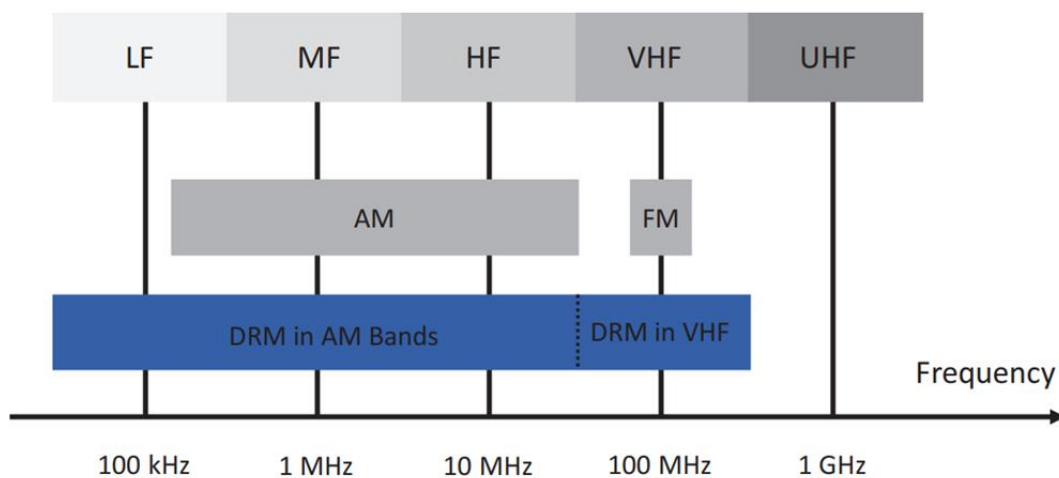 LF MF HF VHF UHF
AM FM
DRM in AM Bands DRM in VHF
Frequency
100 kHz 1 MHz 10 MHz 100 MHz 1 GHz